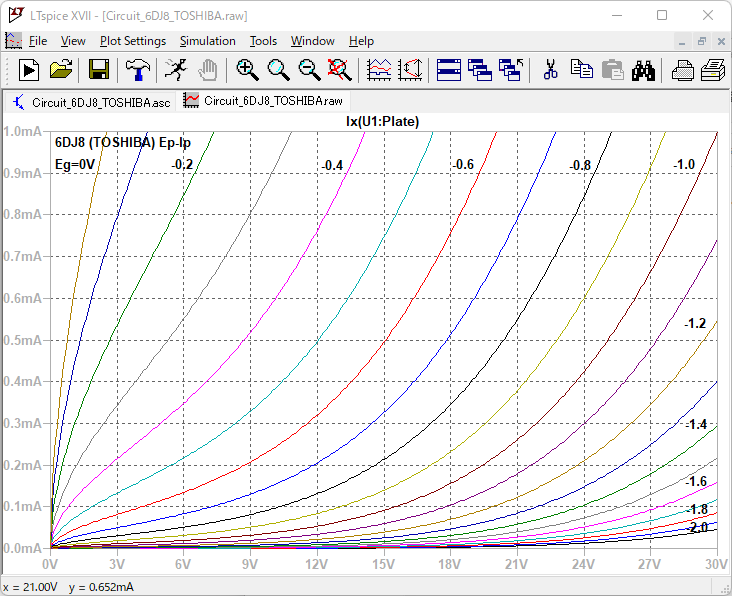 LTspice XVII - [Circuit_6DJ8_TOSHIBA.raw]
File View Plot Settings Simulation Tools Window Help
Circuit_6DJ8_TOSHIBA.asc Circuit_6DJ8_TOSHIBA.raw
Ix(U1:Plate)
1.0mA
6DJ8 (TOSHIBA) Ep-Ip
Eg=0V -0.2 -0.4 -0.6 -0.8 -1.0
0.9mA
0.8mA
0.7mA
0.6mA
-1.2
0.5mA
0.4mA
-1.4
0.3mA
0.2mA
-1.6
0.1mA
-1.8
-2.0
0.0mA
0V 3V 6V 9V 12V 15V 18V 21V 24V 27V 30V
x = 21.00V y = 0.652mA